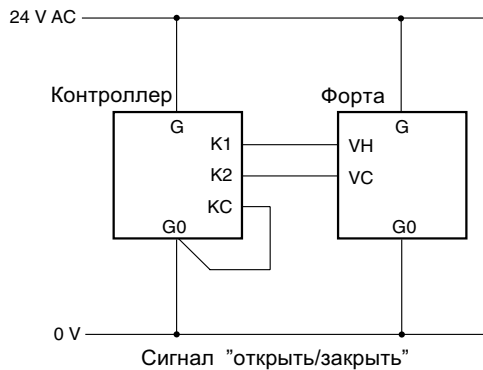 24 V AC
Контроллер
Форта
G
G
K1
VH
K2
VC
KC
G0
G0
0 V
Сигнал "открыть/закрыть"